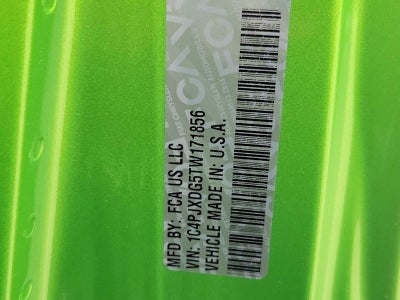 MFD BY: FCA US LLC
VIN: 1C4PJXDG5TW171856
VEHICLE MADE IN: U.S.A.